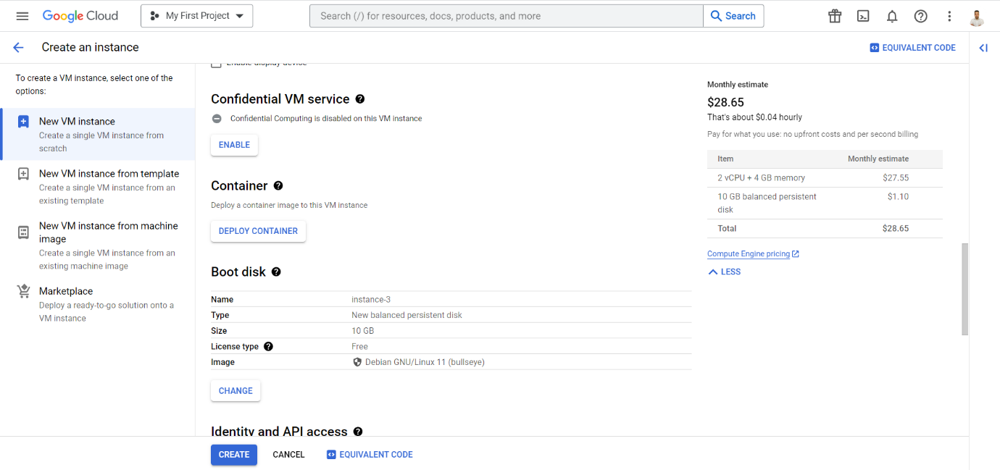 Google Cloud
My First Project
Search (/) for resources, docs, products, and more
Search
Create an instance
EQUIVALENT CODE
To create a VM instance, select one of the
options:
New VM instance
Create a single VM instance from
scratch
New VM instance from template
Create a single VM instance from an
existing template
New VM instance from machine
image
Create a single VM instance from an
existing machine image
Marketplace
Deploy a ready-to-go solution onto a
VM instance
Enable display device
Confidential VM service
Confidential Computing is disabled on this VM instance
ENABLE
Container
Deploy a container image to this VM instance
DEPLOY CONTAINER
Boot disk
Name instance-3
Type New balanced persistent disk
Size 10 GB
License type Free
Image Debian GNU/Linux 11 (bullseye)
CHANGE
Identity and API access
CREATE CANCEL EQUIVALENT CODE
Monthly estimate
$28.65
That's about $0.04 hourly
Pay for what you use: no upfront costs and per second billing
Item Monthly estimate
2 vCPU + 4 GB memory $27.55
10 GB balanced persistent $1.10
disk
Total $28.65
Compute Engine pricing
LESS